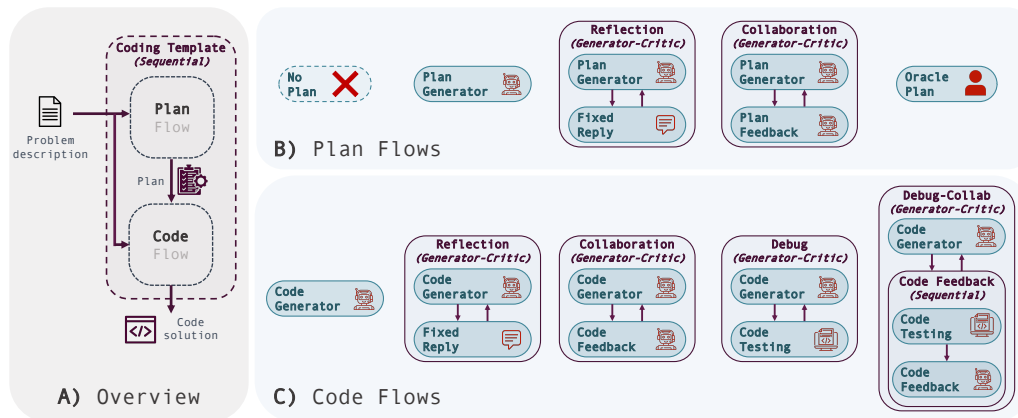 Coding Template
(Sequential)
Problem
description
Plan
Flow
Plan
Code
Flow
Code
solution
A) Overview
No
Plan
Plan
Generator
Reflection
(Generator-Critic)
Plan
Generator
Fixed
Reply
Collaboration
(Generator-Critic)
Plan
Generator
Plan
Feedback
Oracle
Plan
B) Plan Flows
Code
Generator
Reflection
(Generator-Critic)
Code
Generator
Fixed
Reply
Collaboration
(Generator-Critic)
Code
Generator
Code
Feedback
Debug
(Generator-Critic)
Code
Generator
Code
Testing
Debug-Collab
(Generator-Critic)
Code
Generator
Code Feedback
(Sequential)
Code
Testing
Code
Feedback
C) Code Flows